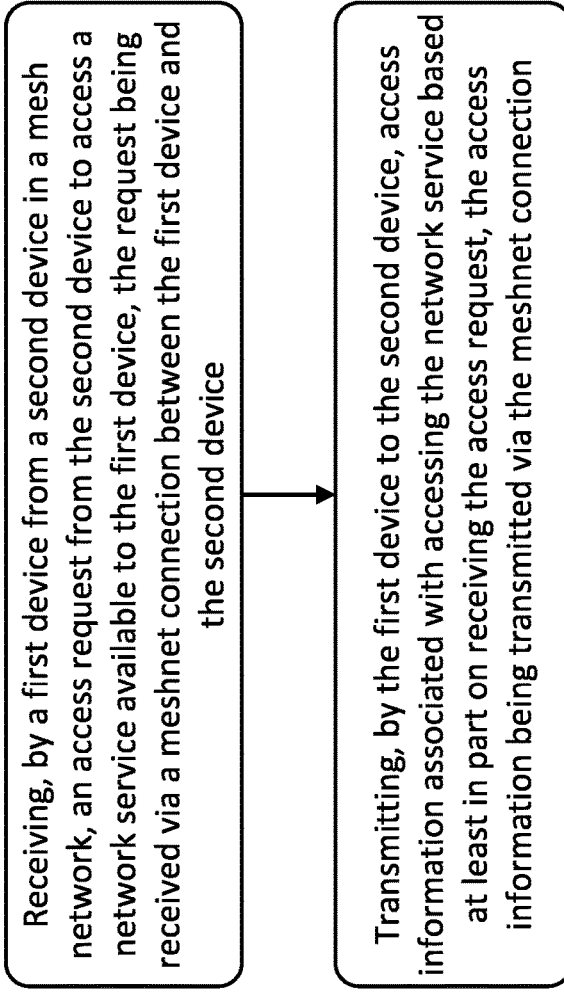 Receiving, by a first device from a second device in a mesh
network, an access request from the second device to access a
network service available to the first device, the request being
received via a meshnet connection between the first device and
the second device
Transmitting, by the first device to the second device, access
information associated with accessing the network service based
at least in part on receiving the access request, the access
information being transmitted via the meshnet connection